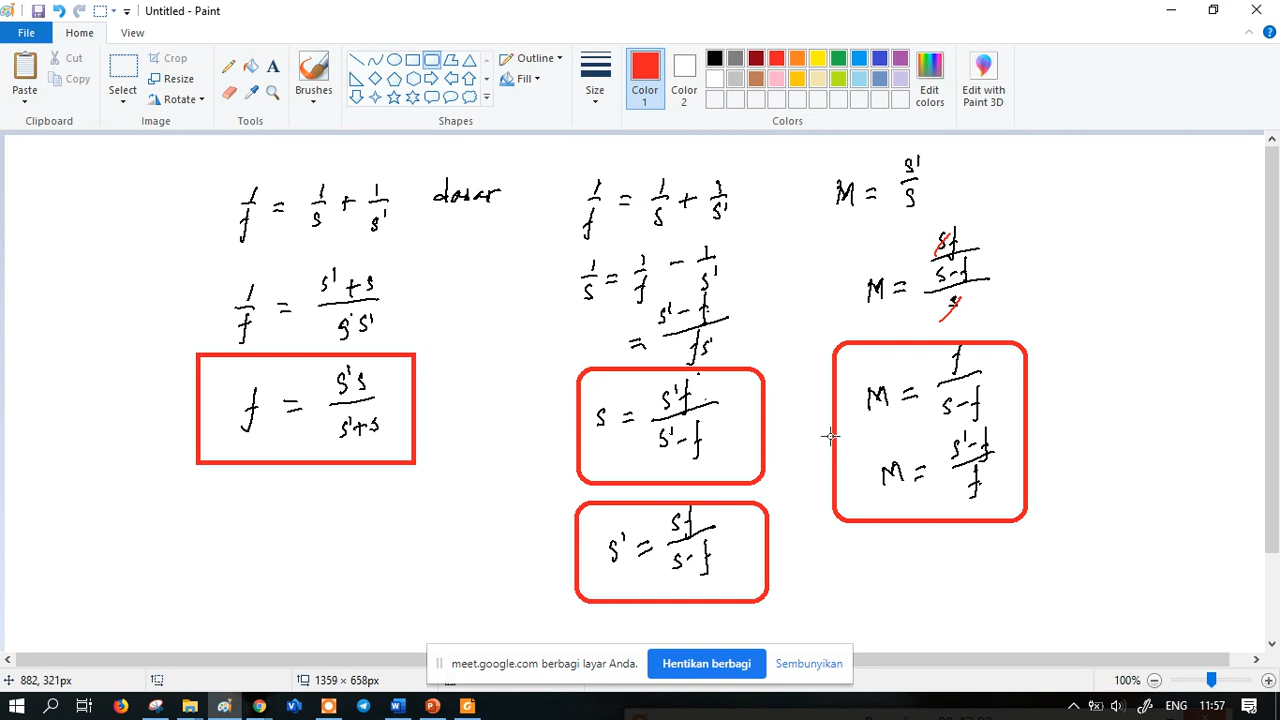 Untitled - Paint
File
Home
View
Paste
Cut
Copy
Clipboard
Select
Crop
Resize
Rotate
Image
Tools
Brushes
Shapes
Outline
Fill
Size
Color 1
Color 2
Edit colors
Edit with Paint 3D
Colors
1/f = 1/s + 1/s' dasar
1/f = (s' + s)/(s s')
f = s's/(s'+s)
1/f = 1/s + 1/s'
1/s = 1/f - 1/s'
= (s' - f)/(fs')
s = s'f/(s' - f)
s' = sf/(s - f)
M = s'/s
M = (sf/(s-f))/s
M = f/(s-f)
M = (s'-f)/f
meet.google.com berbagi layar Anda.
Hentikan berbagi
Sembunyikan
882, 321px
1359 × 658px
100%
ENG
11:57